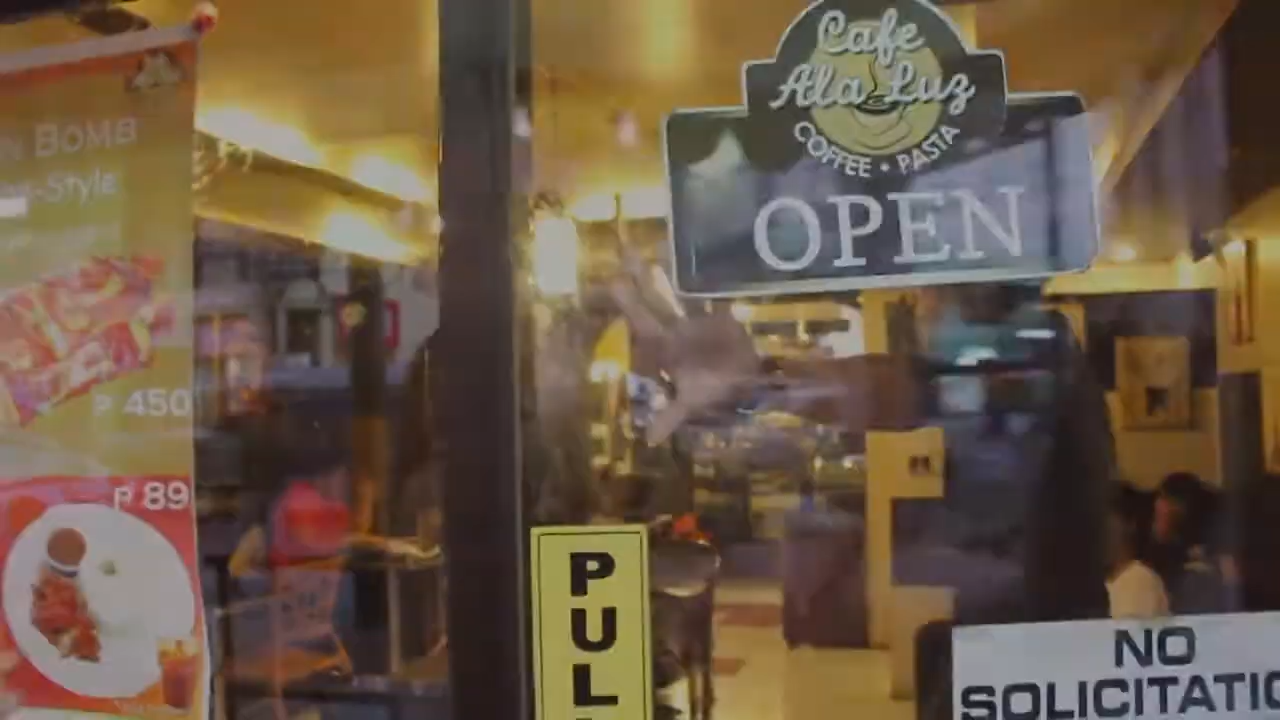 Cafe
Ala Luz
COFFEE • PASTA
OPEN
BOMB
-Style
P 450
P 89
PUL
NO
SOLICITATIO